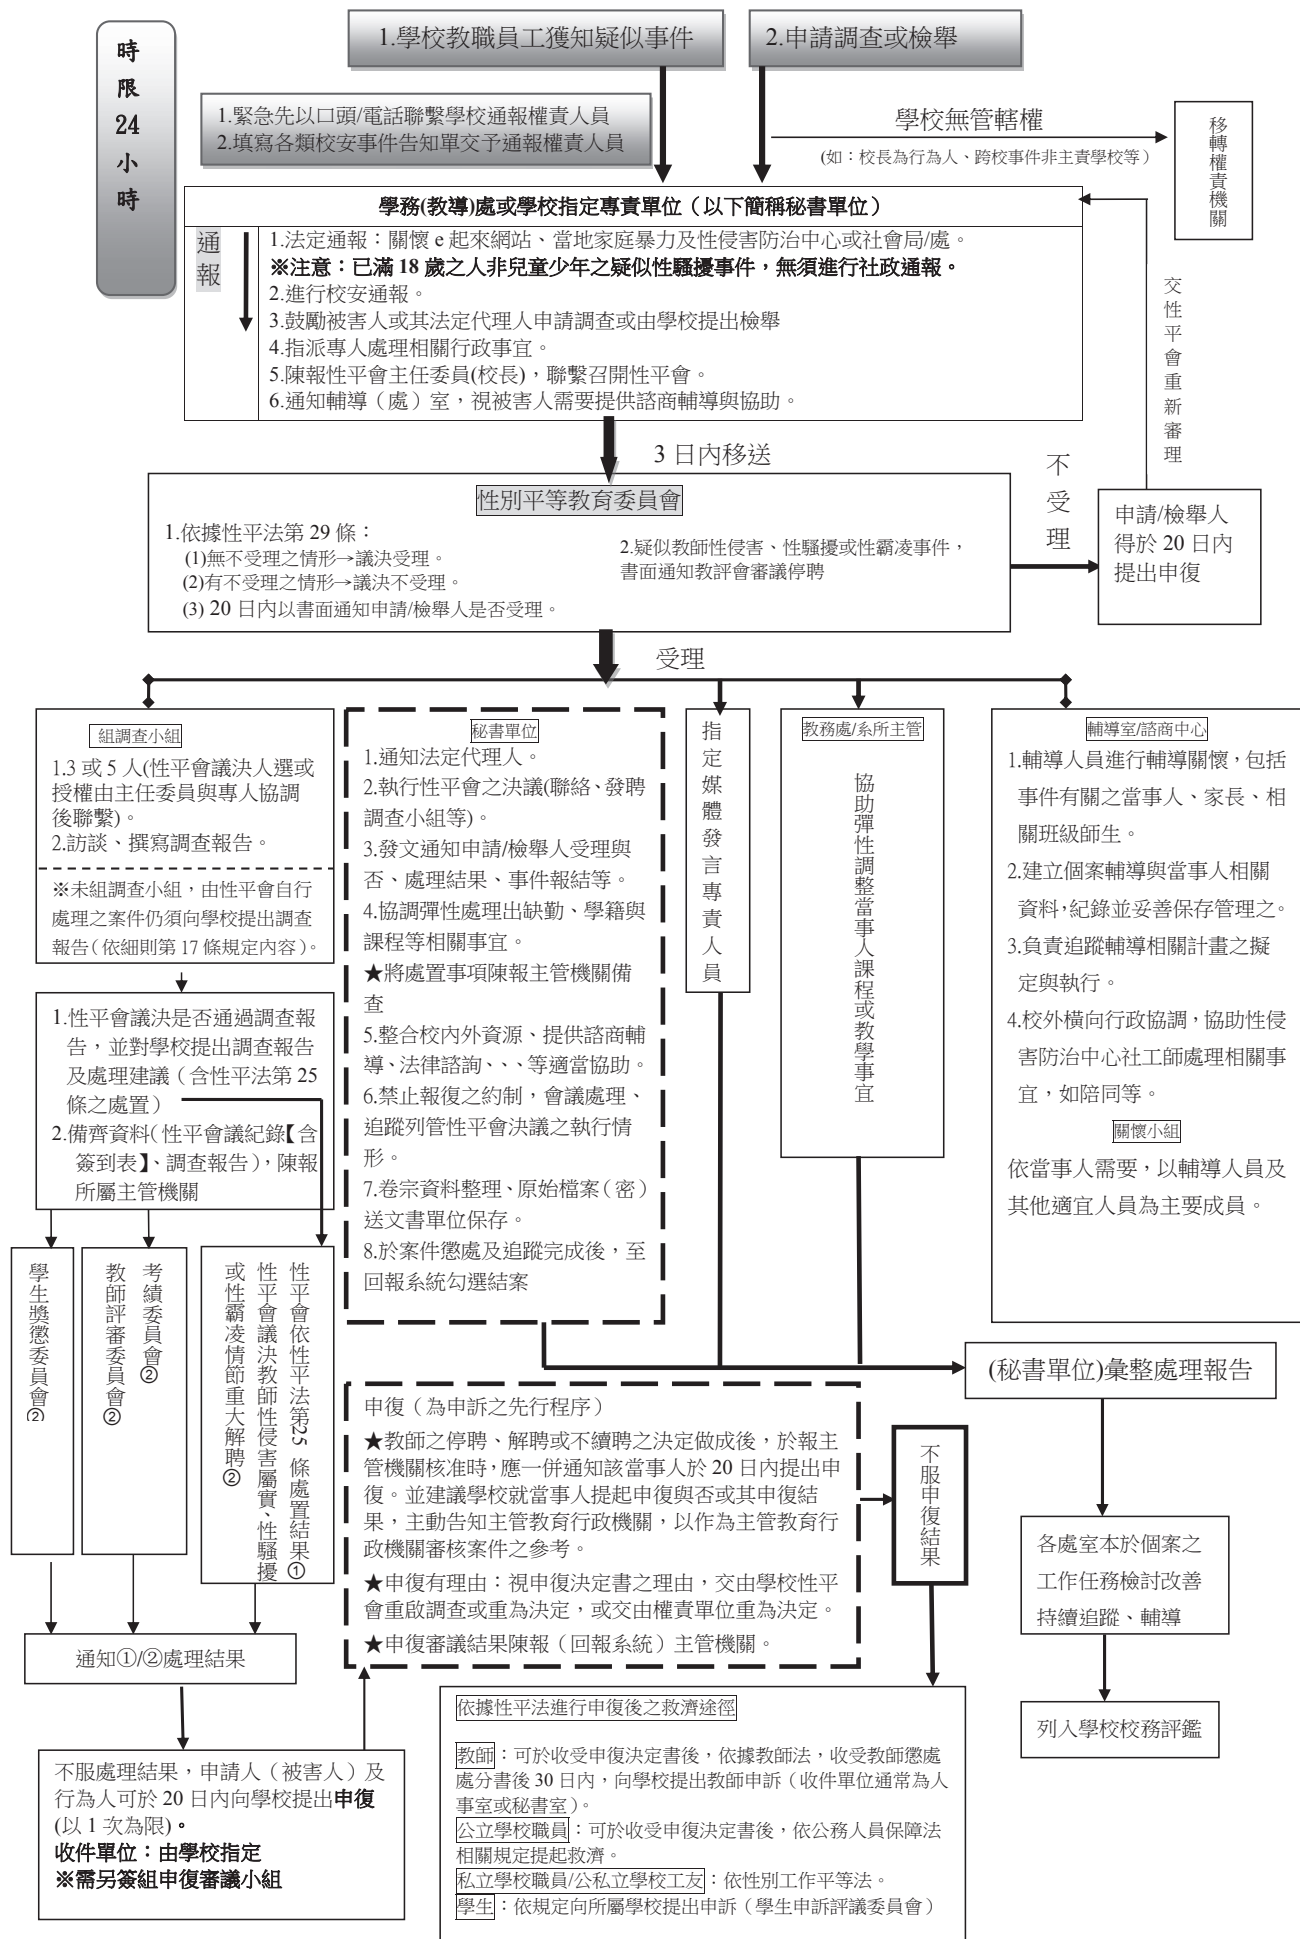 時
限
24
小
時
1.學校教職員工獲知疑似事件
2.申請調查或檢舉
1.緊急先以口頭/電話聯繫學校通報權責人員
2.填寫各類校安事件告知單交予通報權責人員
學校無管轄權
(如：校長為行為人、跨校事件非主責學校等)
移轉權責機關
學務(教導)處或學校指定專責單位（以下簡稱秘書單位）
通報
1.法定通報：關懷 e 起來網站、當地家庭暴力及性侵害防治中心或社會局/處。
※注意：已滿 18 歲之人非兒童少年之疑似性騷擾事件，無須進行社政通報。
2.進行校安通報。
3.鼓勵被害人或其法定代理人申請調查或由學校提出檢舉
4.指派專人處理相關行政事宜。
5.陳報性平會主任委員(校長)，聯繫召開性平會。
6.通知輔導（處）室，視被害人需要提供諮商輔導與協助。
交性平會重新審理
3 日內移送
不受理
性別平等教育委員會
1.依據性平法第 29 條：
(1)無不受理之情形→議決受理。
(2)有不受理之情形→議決不受理。
(3) 20 日內以書面通知申請/檢舉人是否受理。
2.疑似教師性侵害、性騷擾或性霸凌事件，
書面通知教評會審議停聘
申請/檢舉人
得於 20 日內
提出申復
受理
組調查小組
1.3 或 5 人(性平會議決人選或
授權由主任委員與專人協調
後聯繫)。
2.訪談、撰寫調查報告。
※未組調查小組，由性平會自行
處理之案件仍須向學校提出調查
報告（依細則第 17 條規定內容）。
1.性平會議決是否通過調查報
告，並對學校提出調查報告
及處理建議（含性平法第 25
條之處置）
2.備齊資料（性平會議紀錄【含
簽到表】、調查報告），陳報
所屬主管機關
學生獎懲委員會②
考績委員會②
教師評審委員會②
性平會依性平法第25 條處置結果①
性平會議決教師性侵害屬實、性騷擾
或性霸凌情節重大解聘②
通知①/②處理結果
不服處理結果，申請人（被害人）及
行為人可於 20 日內向學校提出申復
(以 1 次為限)。
收件單位：由學校指定
※需另簽組申復審議小組
秘書單位
1.通知法定代理人。
2.執行性平會之決議(聯絡、發聘
調查小組等)。
3.發文通知申請/檢舉人受理與
否、處理結果、事件報結等。
4.協調彈性處理出缺勤、學籍與
課程等相關事宜。
★將處置事項陳報主管機關備
查
5.整合校內外資源、提供諮商輔
導、法律諮詢、、、等適當協助。
6.禁止報復之約制，會議處理、
追蹤列管性平會決議之執行情
形。
7.卷宗資料整理、原始檔案（密）
送文書單位保存。
8.於案件懲處及追蹤完成後，至
回報系統勾選結案
指定媒體發言專責人員
教務處/系所主管
協助彈性調整當事人課程或教學事宜
輔導室/諮商中心
1.輔導人員進行輔導關懷，包括
事件有關之當事人、家長、相
關班級師生。
2.建立個案輔導與當事人相關
資料，紀錄並妥善保存管理之。
3.負責追蹤輔導相關計畫之擬
定與執行。
4.校外橫向行政協調，協助性侵
害防治中心社工師處理相關事
宜，如陪同等。
關懷小組
依當事人需要，以輔導人員及
其他適宜人員為主要成員。
(秘書單位)彙整處理報告
各處室本於個案之
工作任務檢討改善
持續追蹤、輔導
列入學校校務評鑑
申復（為申訴之先行程序）
★教師之停聘、解聘或不續聘之決定做成後，於報主
管機關核准時，應一併通知該當事人於 20 日內提出申
復。並建議學校就當事人提起申復與否或其申復結
果，主動告知主管教育行政機關，以作為主管教育行
政機關審核案件之參考。
★申復有理由：視申復決定書之理由，交由學校性平
會重啟調查或重為決定，或交由權責單位重為決定。
★申復審議結果陳報（回報系統）主管機關。
不服申復結果
依據性平法進行申復後之救濟途徑
教師：可於收受申復決定書後，依據教師法，收受教師懲處
處分書後 30 日內，向學校提出教師申訴（收件單位通常為人
事室或秘書室）。
公立學校職員：可於收受申復決定書後，依公務人員保障法
相關規定提起救濟。
私立學校職員/公私立學校工友：依性別工作平等法。
學生：依規定向所屬學校提出申訴（學生申訴評議委員會）